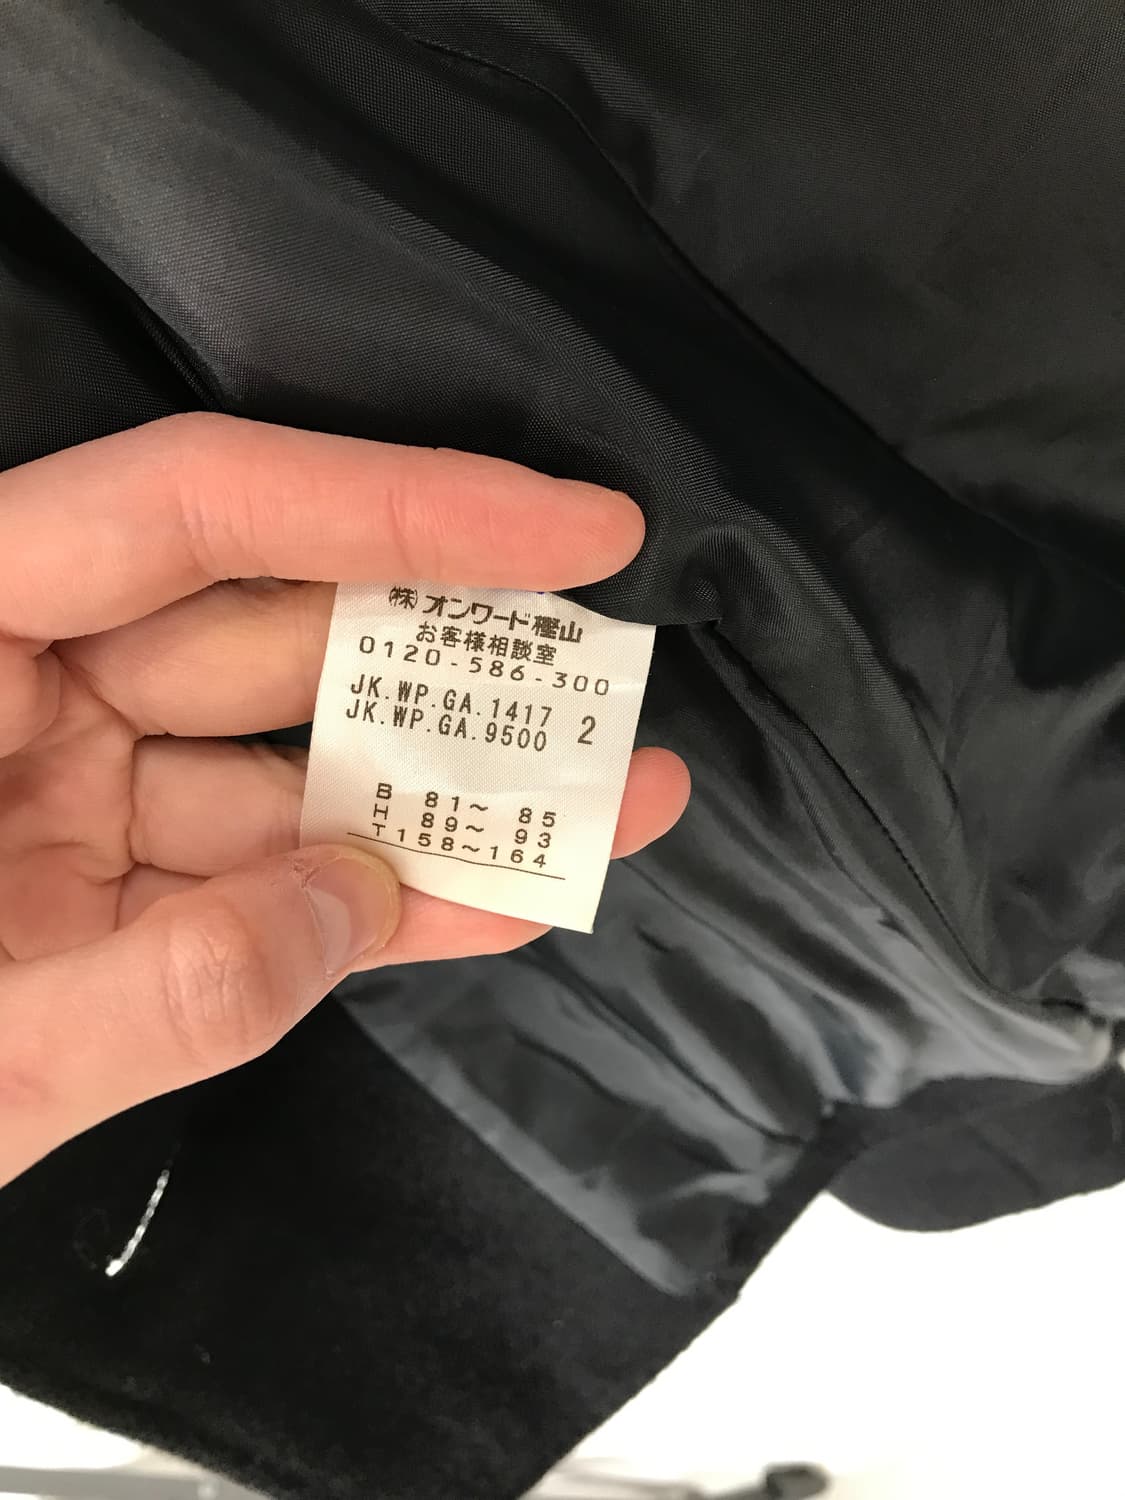 ㈱オンワード樫山
お客様相談室
0120-586-300
JK.WP.GA.1417
JK.WP.GA.9500 2
B 81～ 85
H 89～ 93
T158～164